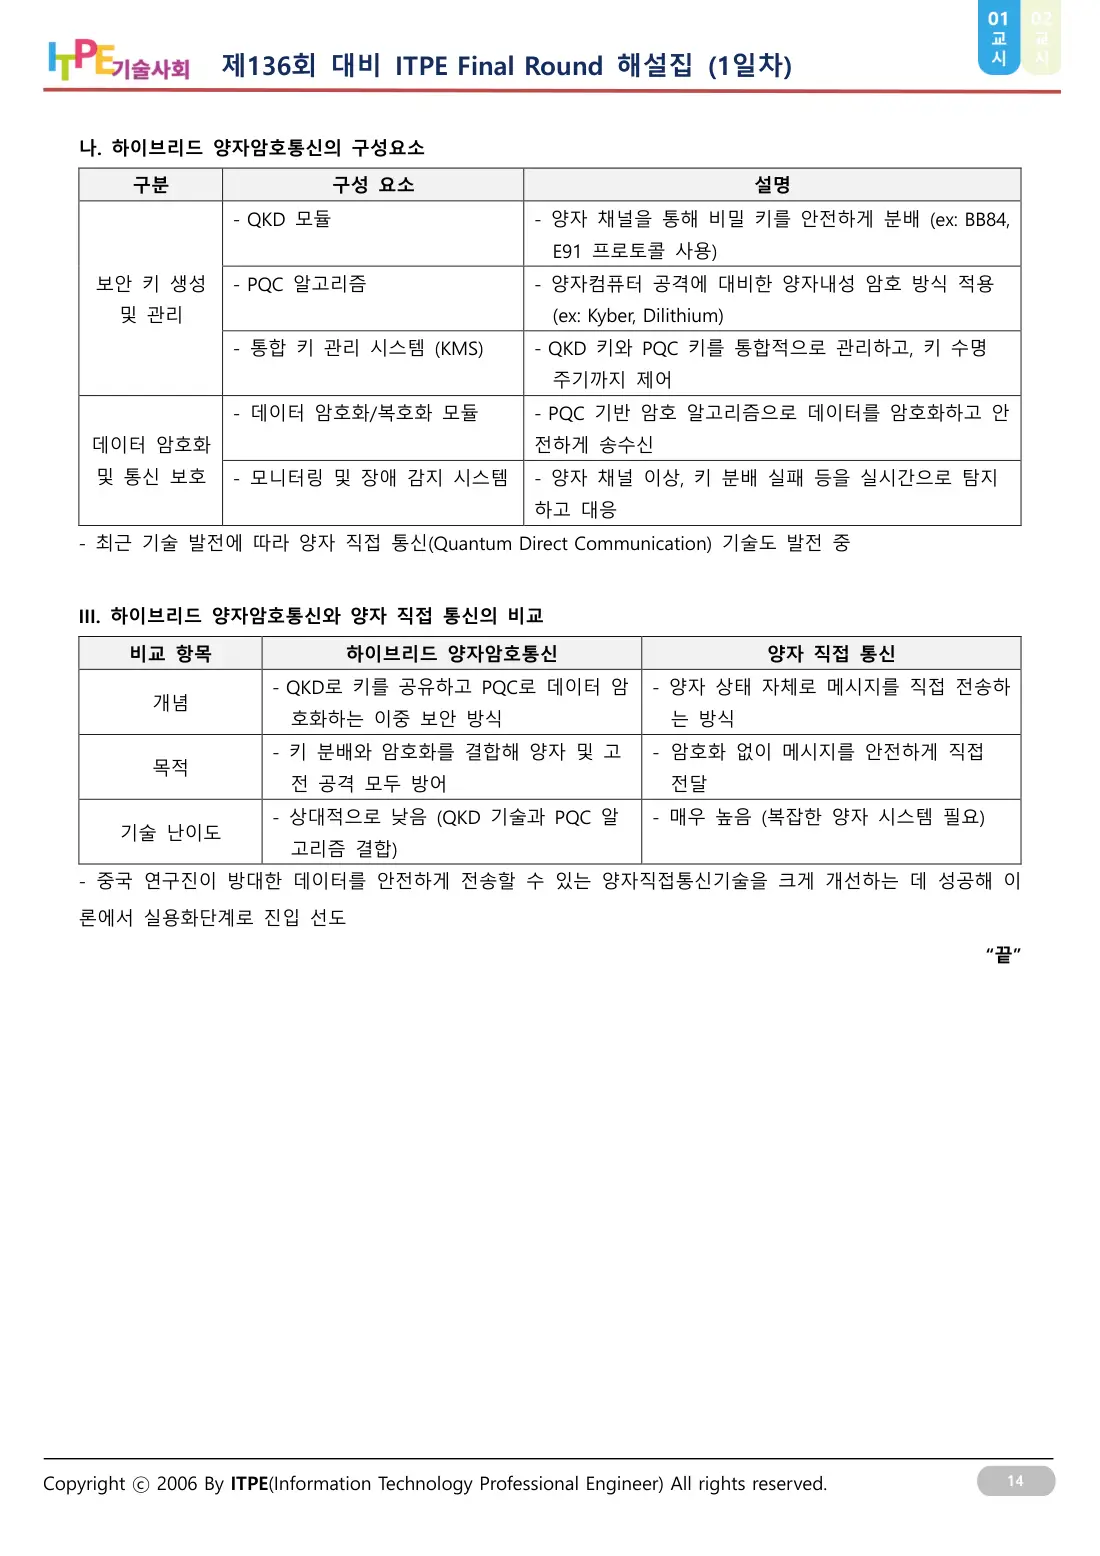 ITPE기술사회 제136회 대비 ITPE Final Round 해설집 (1일차)
01
교
시
02
교
시
나. 하이브리드 양자암호통신의 구성요소
구분 구성 요소 설명
보안 키 생성
및 관리
- QKD 모듈
- 양자 채널을 통해 비밀 키를 안전하게 분배 (ex: BB84,
E91 프로토콜 사용)
- PQC 알고리즘
- 양자컴퓨터 공격에 대비한 양자내성 암호 방식 적용
(ex: Kyber, Dilithium)
- 통합 키 관리 시스템 (KMS)
- QKD 키와 PQC 키를 통합적으로 관리하고, 키 수명
주기까지 제어
데이터 암호화
및 통신 보호
- 데이터 암호화/복호화 모듈
- PQC 기반 암호 알고리즘으로 데이터를 암호화하고 안
전하게 송수신
- 모니터링 및 장애 감지 시스템
- 양자 채널 이상, 키 분배 실패 등을 실시간으로 탐지
하고 대응
- 최근 기술 발전에 따라 양자 직접 통신(Quantum Direct Communication) 기술도 발전 중
III. 하이브리드 양자암호통신와 양자 직접 통신의 비교
비교 항목 하이브리드 양자암호통신 양자 직접 통신
개념
- QKD로 키를 공유하고 PQC로 데이터 암
호화하는 이중 보안 방식
- 양자 상태 자체로 메시지를 직접 전송하
는 방식
목적
- 키 분배와 암호화를 결합해 양자 및 고
전 공격 모두 방어
- 암호화 없이 메시지를 안전하게 직접
전달
기술 난이도
- 상대적으로 낮음 (QKD 기술과 PQC 알
고리즘 결합)
- 매우 높음 (복잡한 양자 시스템 필요)
- 중국 연구진이 방대한 데이터를 안전하게 전송할 수 있는 양자직접통신기술을 크게 개선하는 데 성공해 이
론에서 실용화단계로 진입 선도
“끝”
Copyright ⓒ 2006 By ITPE(Information Technology Professional Engineer) All rights reserved.
14